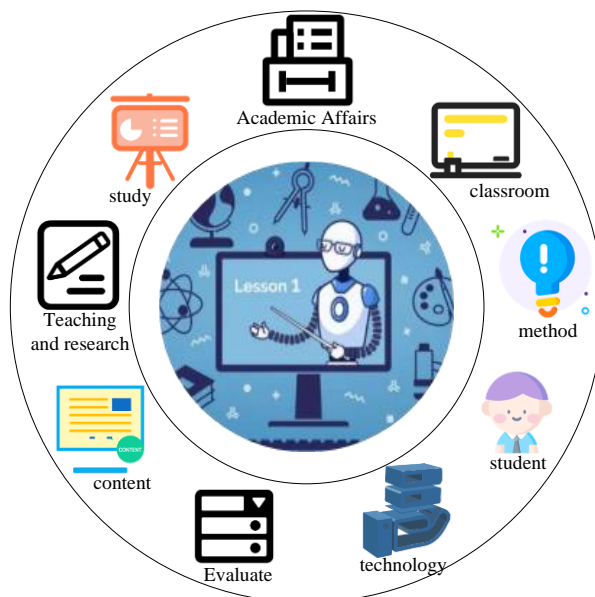 Academic Affairs
classroom
method
student
technology
Evaluate
CONTENT
content
Teaching
and research
study
Lesson 1